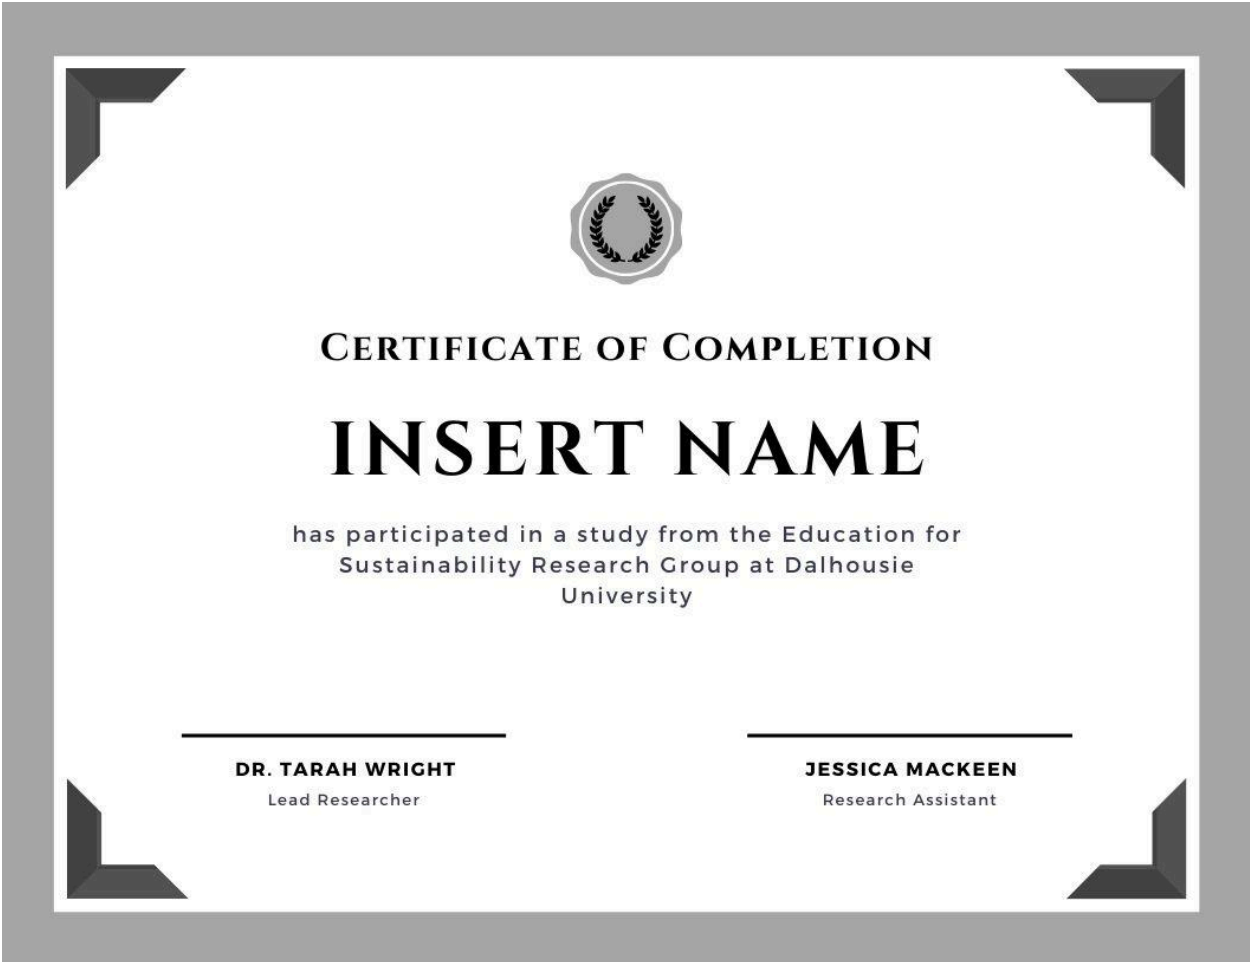 Certificate of Completion
INSERT NAME
has participated in a study from the Education for
Sustainability Research Group at Dalhousie
University
DR. TARAH WRIGHT
Lead Researcher
JESSICA MACKEEN
Research Assistant